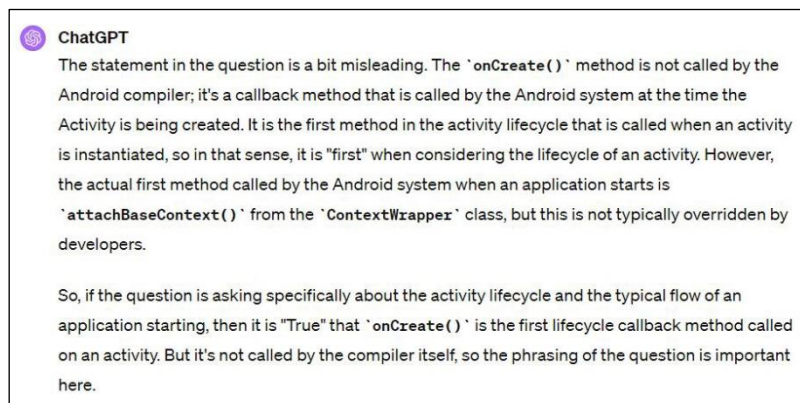 ChatGPT
The statement in the question is a bit misleading. The `onCreate()` method is not called by the
Android compiler; it's a callback method that is called by the Android system at the time the
Activity is being created. It is the first method in the activity lifecycle that is called when an activity
is instantiated, so in that sense, it is "first" when considering the lifecycle of an activity. However,
the actual first method called by the Android system when an application starts is
`attachBaseContext()` from the `ContextWrapper` class, but this is not typically overridden by
developers.
So, if the question is asking specifically about the activity lifecycle and the typical flow of an
application starting, then it is "True" that `onCreate()` is the first lifecycle callback method called
on an activity. But it's not called by the compiler itself, so the phrasing of the question is important
here.